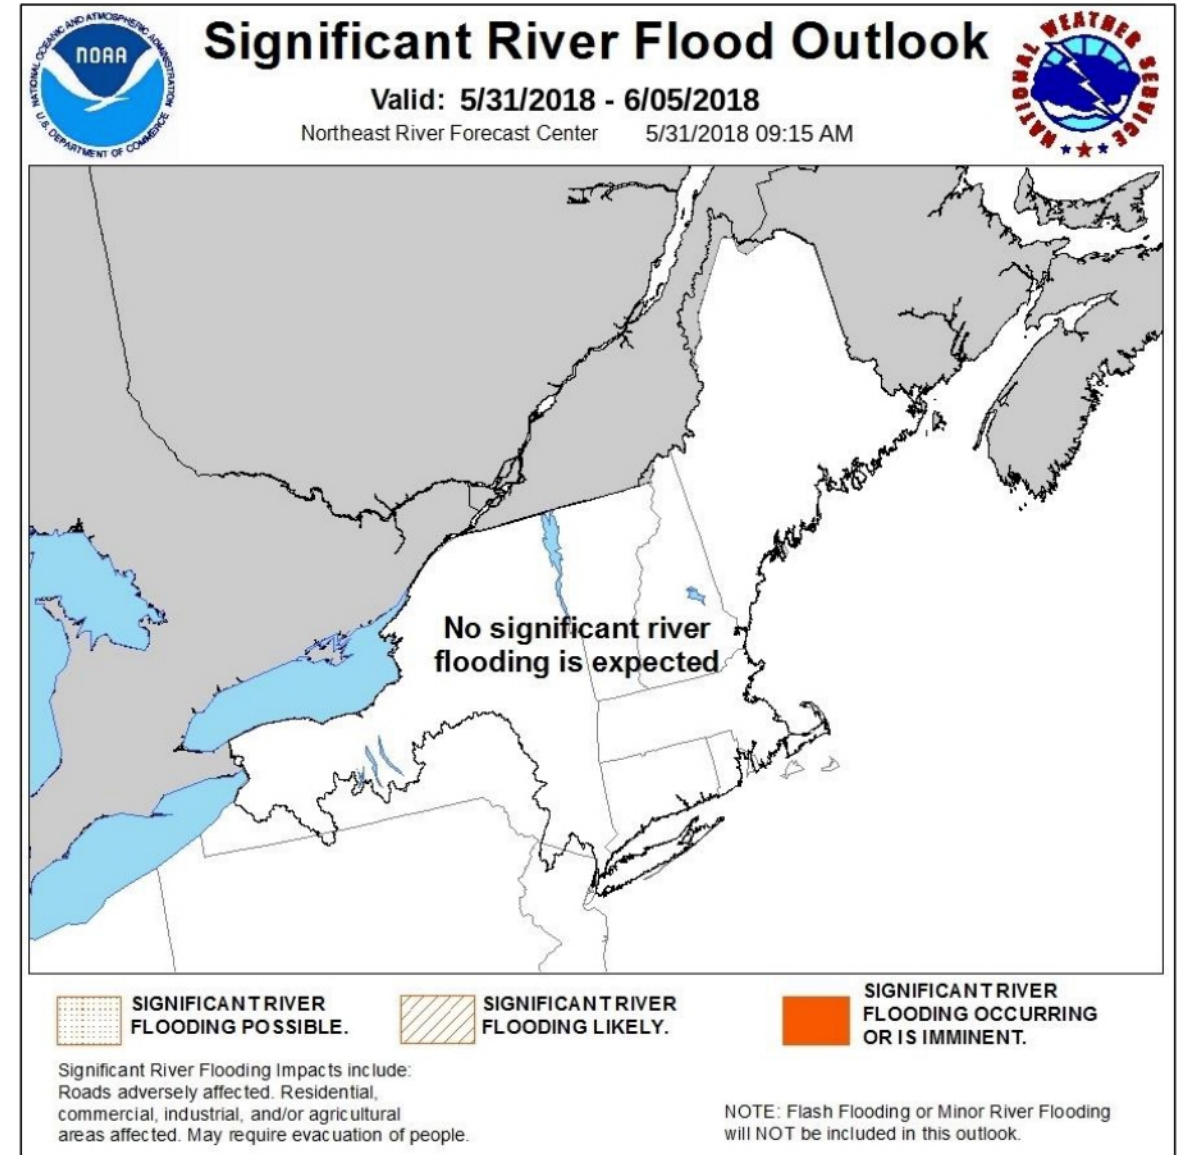 NOAA
NATIONAL OCEANIC AND ATMOSPHERIC ADMINISTRATION
U.S. DEPARTMENT OF COMMERCE
Significant River Flood Outlook
NATIONAL WEATHER SERVICE
Valid: 5/31/2018 - 6/05/2018
Northeast River Forecast Center 5/31/2018 09:15 AM
No significant river
flooding is expected
SIGNIFICANT RIVER
FLOODING POSSIBLE.
SIGNIFICANT RIVER
FLOODING LIKELY.
SIGNIFICANT RIVER
FLOODING OCCURRING
OR IS IMMINENT.
Significant River Flooding Impacts include:
Roads adversely affected. Residential,
commercial, industrial, and/or agricultural
areas affected. May require evacuation of people.
NOTE: Flash Flooding or Minor River Flooding
will NOT be included in this outlook.